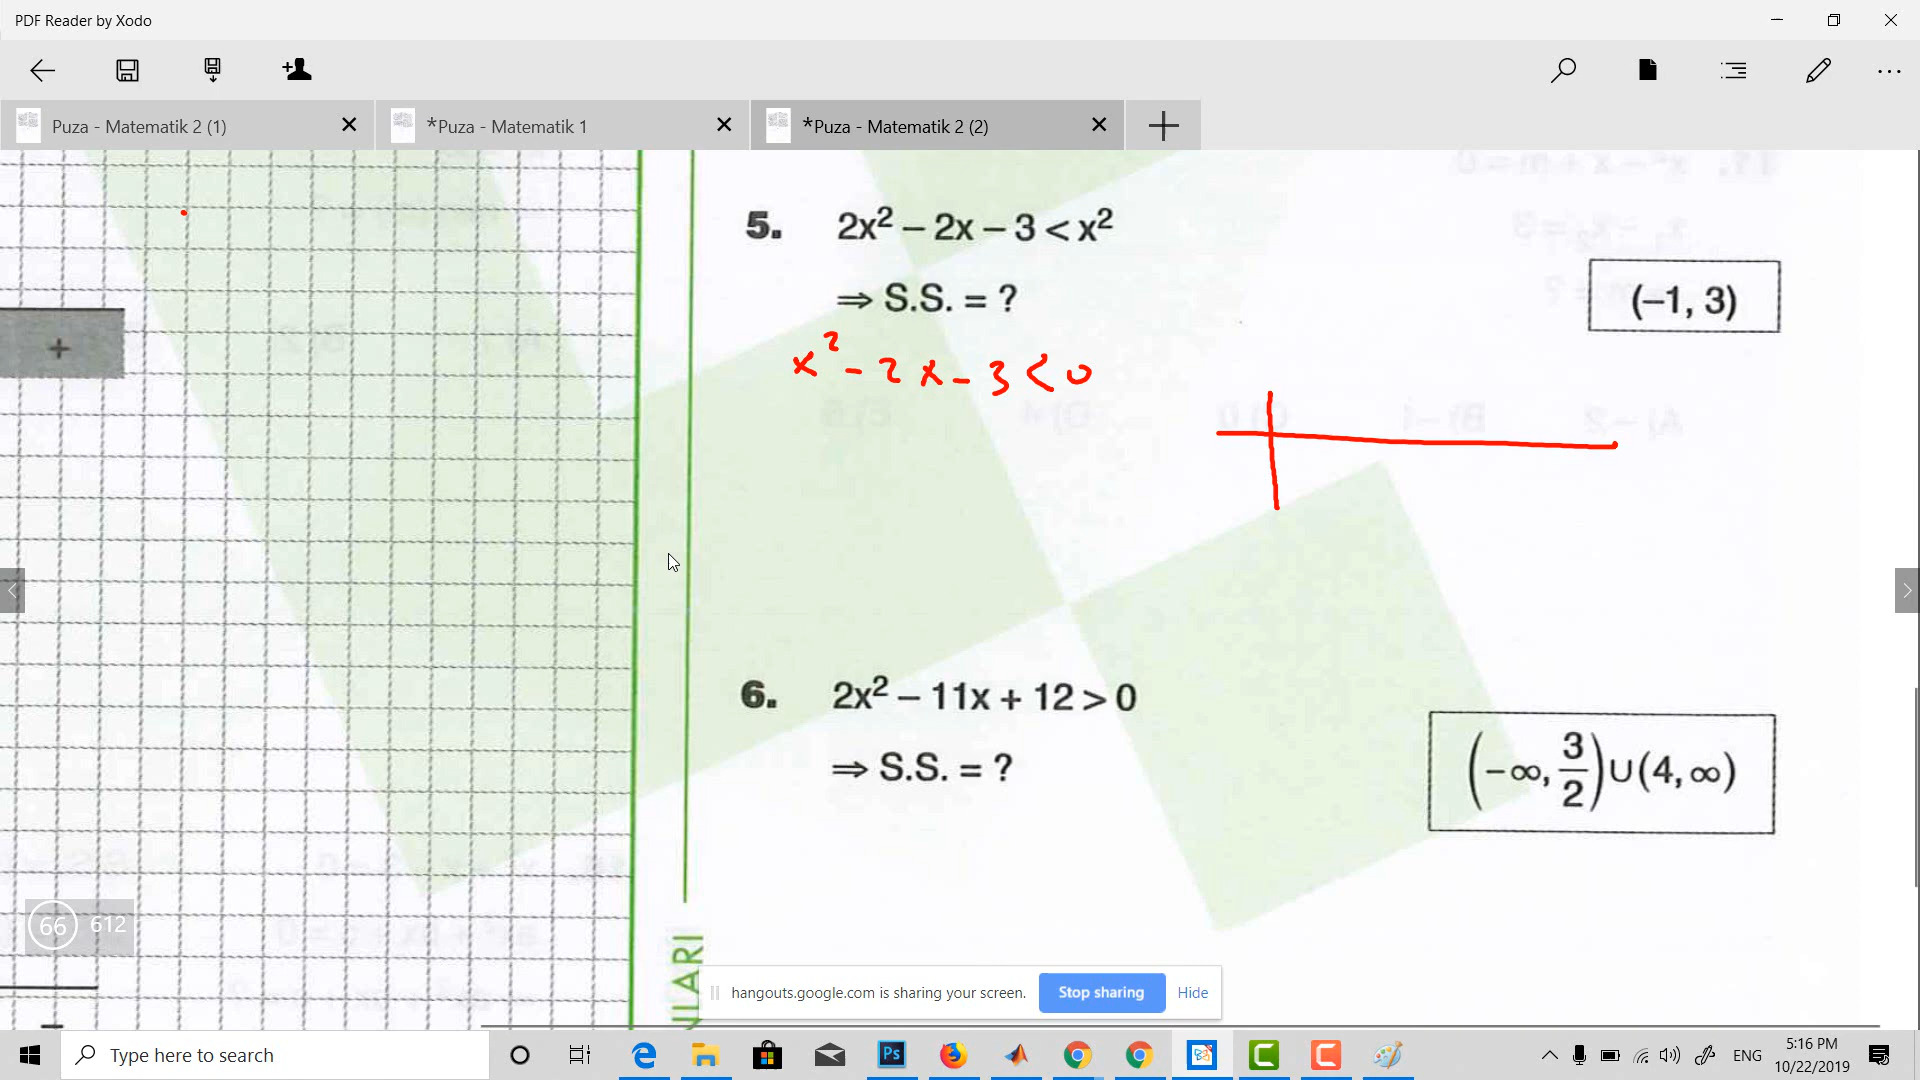 PDF Reader by Xodo
Puza - Matematik 2 (1)
*Puza - Matematik 1
*Puza - Matematik 2 (2)
5. 2x² – 2x – 3 < x²
⇒ S.S. = ?
(–1, 3)
x² - 2x - 3 < 0
+
6. 2x² – 11x + 12 > 0
⇒ S.S. = ?
(–∞, 3/2) ∪ (4, ∞)
66 612
hangouts.google.com is sharing your screen. Stop sharing Hide
Type here to search
Ps
ENG
5:16 PM
10/22/2019